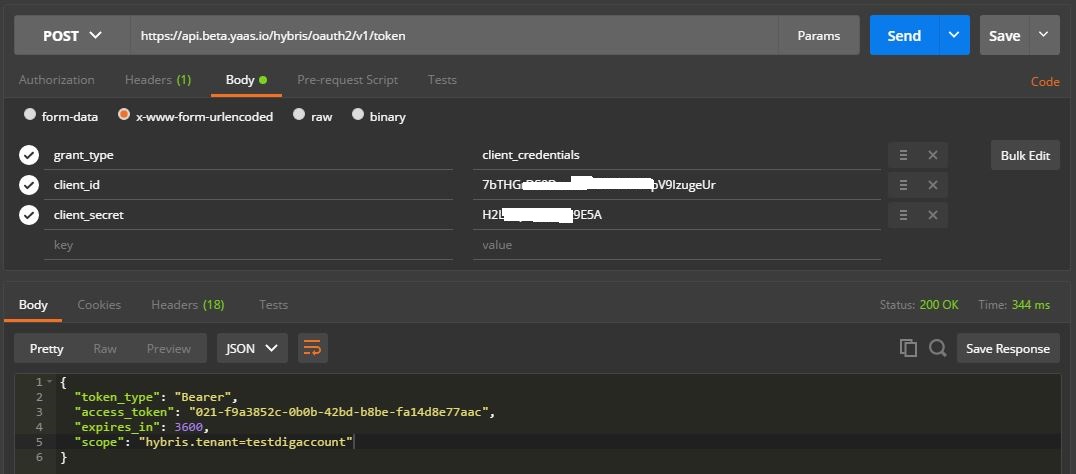 POST https://api.beta.yaas.io/hybris/oauth2/v1/token Params Send Save
Authorization Headers (1) Body Pre-request Script Tests Code
form-data x-www-form-urlencoded raw binary
grant_type client_credentials Bulk Edit
client_id 7bTHG pV9IzugeUr
client_secret H2L 9E5A
key value
Body Cookies Headers (18) Tests Status: 200 OK Time: 344 ms
Pretty Raw Preview JSON Save Response
1 {
2 "token_type": "Bearer",
3 "access_token": "021-f9a3852c-0b0b-42bd-b8be-fa14d8e77aac",
4 "expires_in": 3600,
5 "scope": "hybris.tenant=testdigaccount"
6 }